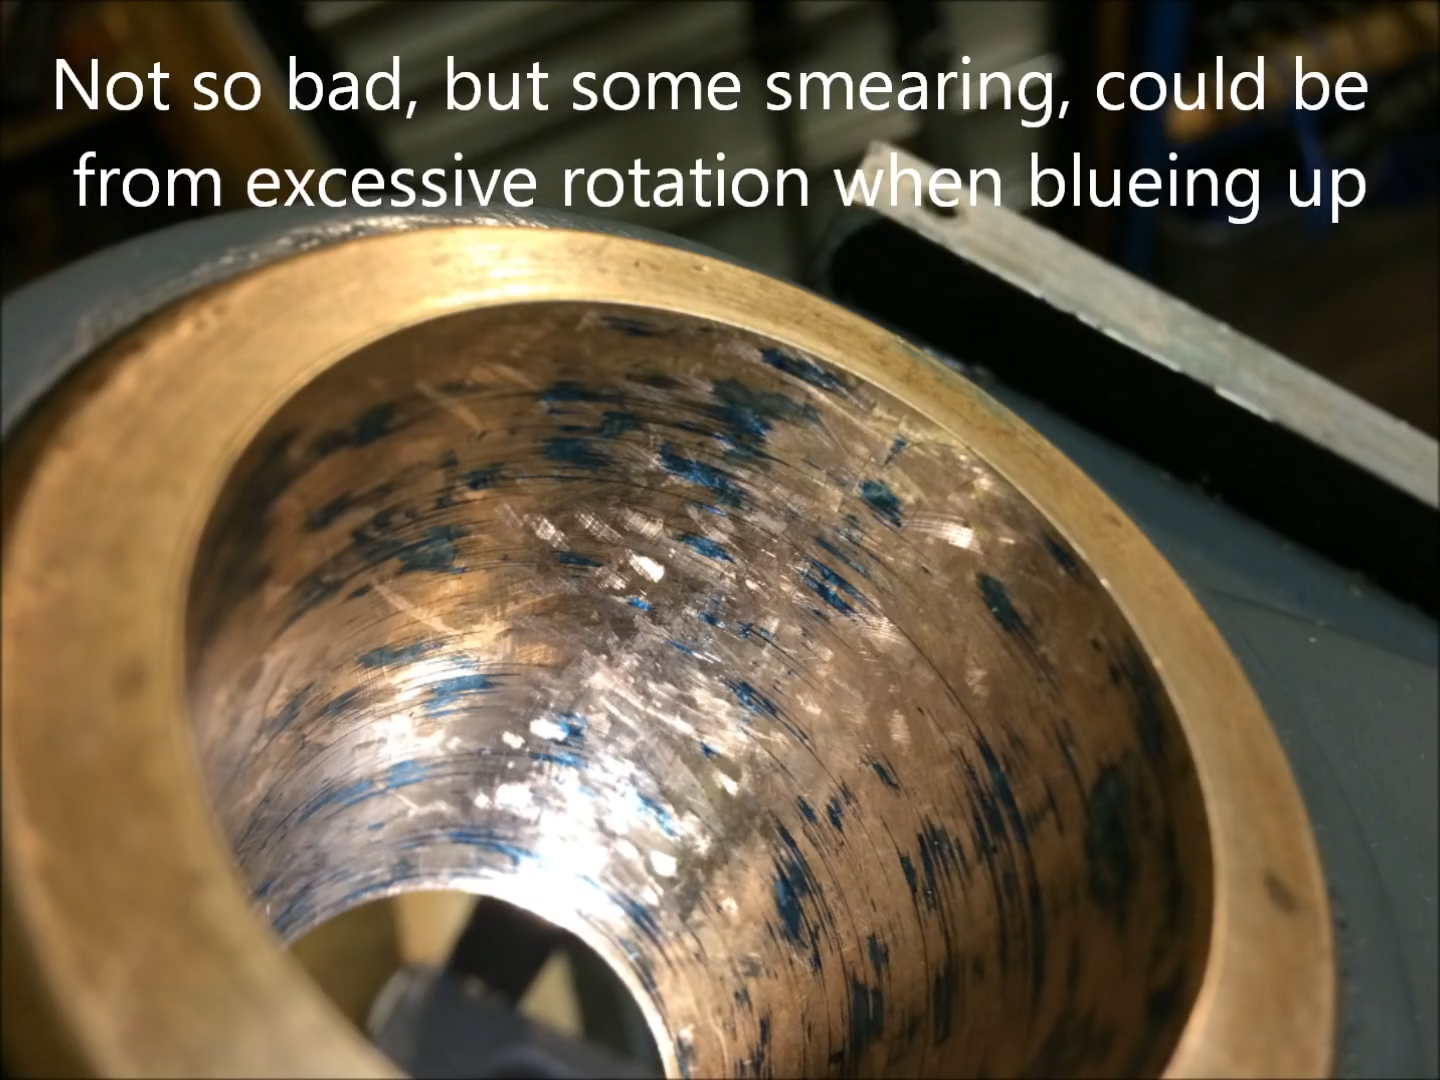 Not so bad, but some smearing, could be
from excessive rotation when blueing up